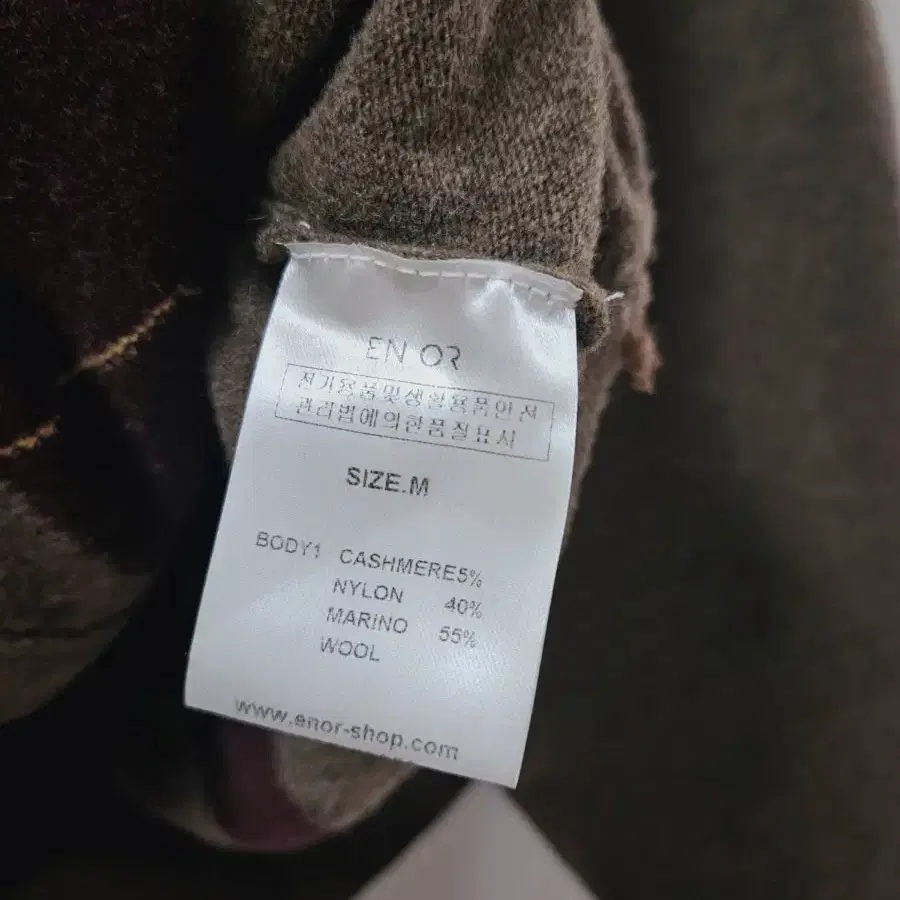 EN OR
전기용품및생활용품안전
관리법에의한품질표시
SIZE.M
BODY1 CASHMERE5%
NYLON 40%
MARINO 55%
WOOL
www.enor-shop.com